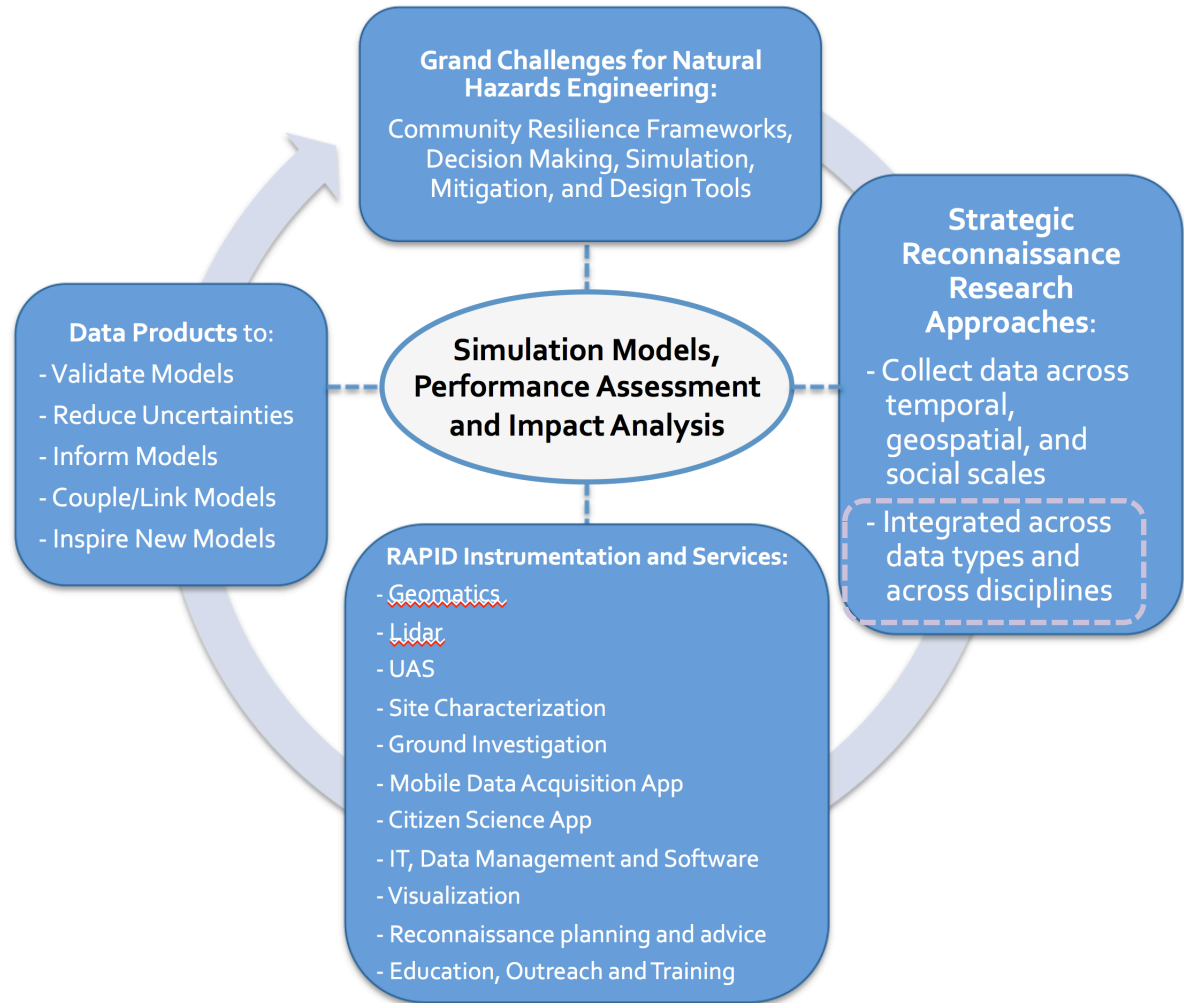 Grand Challenges for Natural
Hazards Engineering:
Community Resilience Frameworks,
Decision Making, Simulation,
Mitigation, and Design Tools
Strategic
Reconnaissance
Research
Approaches:
- Collect data across
temporal,
geospatial, and
social scales
- Integrated across
data types and
across disciplines
Data Products to:
- Validate Models
- Reduce Uncertainties
- Inform Models
- Couple/Link Models
- Inspire New Models
Simulation Models,
Performance Assessment
and Impact Analysis
RAPID Instrumentation and Services:
- Geomatics
- Lidar
- UAS
- Site Characterization
- Ground Investigation
- Mobile Data Acquisition App
- Citizen Science App
- IT, Data Management and Software
- Visualization
- Reconnaissance planning and advice
- Education, Outreach and Training